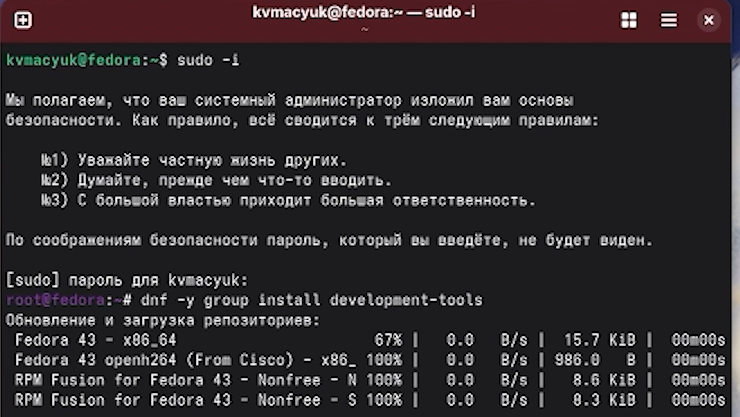 kvmacyuk@fedora:~ — sudo -i
~
kvmacyuk@fedora:~$ sudo -i
Мы полагаем, что ваш системный администратор изложил вам основы
безопасности. Как правило, всё сводится к трём следующим правилам:
№1) Уважайте частную жизнь других.
№2) Думайте, прежде чем что-то вводить.
№3) С большой властью приходит большая ответственность.
По соображениям безопасности пароль, который вы введёте, не будет виден.
[sudo] пароль для kvmacyuk:
root@fedora:~# dnf -y group install development-tools
Обновление и загрузка репозиториев:
Fedora 43 - x86_64 67% | 0.0 B/s | 15.7 KiB | 00m00s
Fedora 43 openh264 (From Cisco) - x86_ 100% | 0.0 B/s | 986.0 B | 00m00s
RPM Fusion for Fedora 43 - Nonfree - N 100% | 0.0 B/s | 8.6 KiB | 00m00s
RPM Fusion for Fedora 43 - Nonfree - S 100% | 0.0 B/s | 8.3 KiB | 00m00s